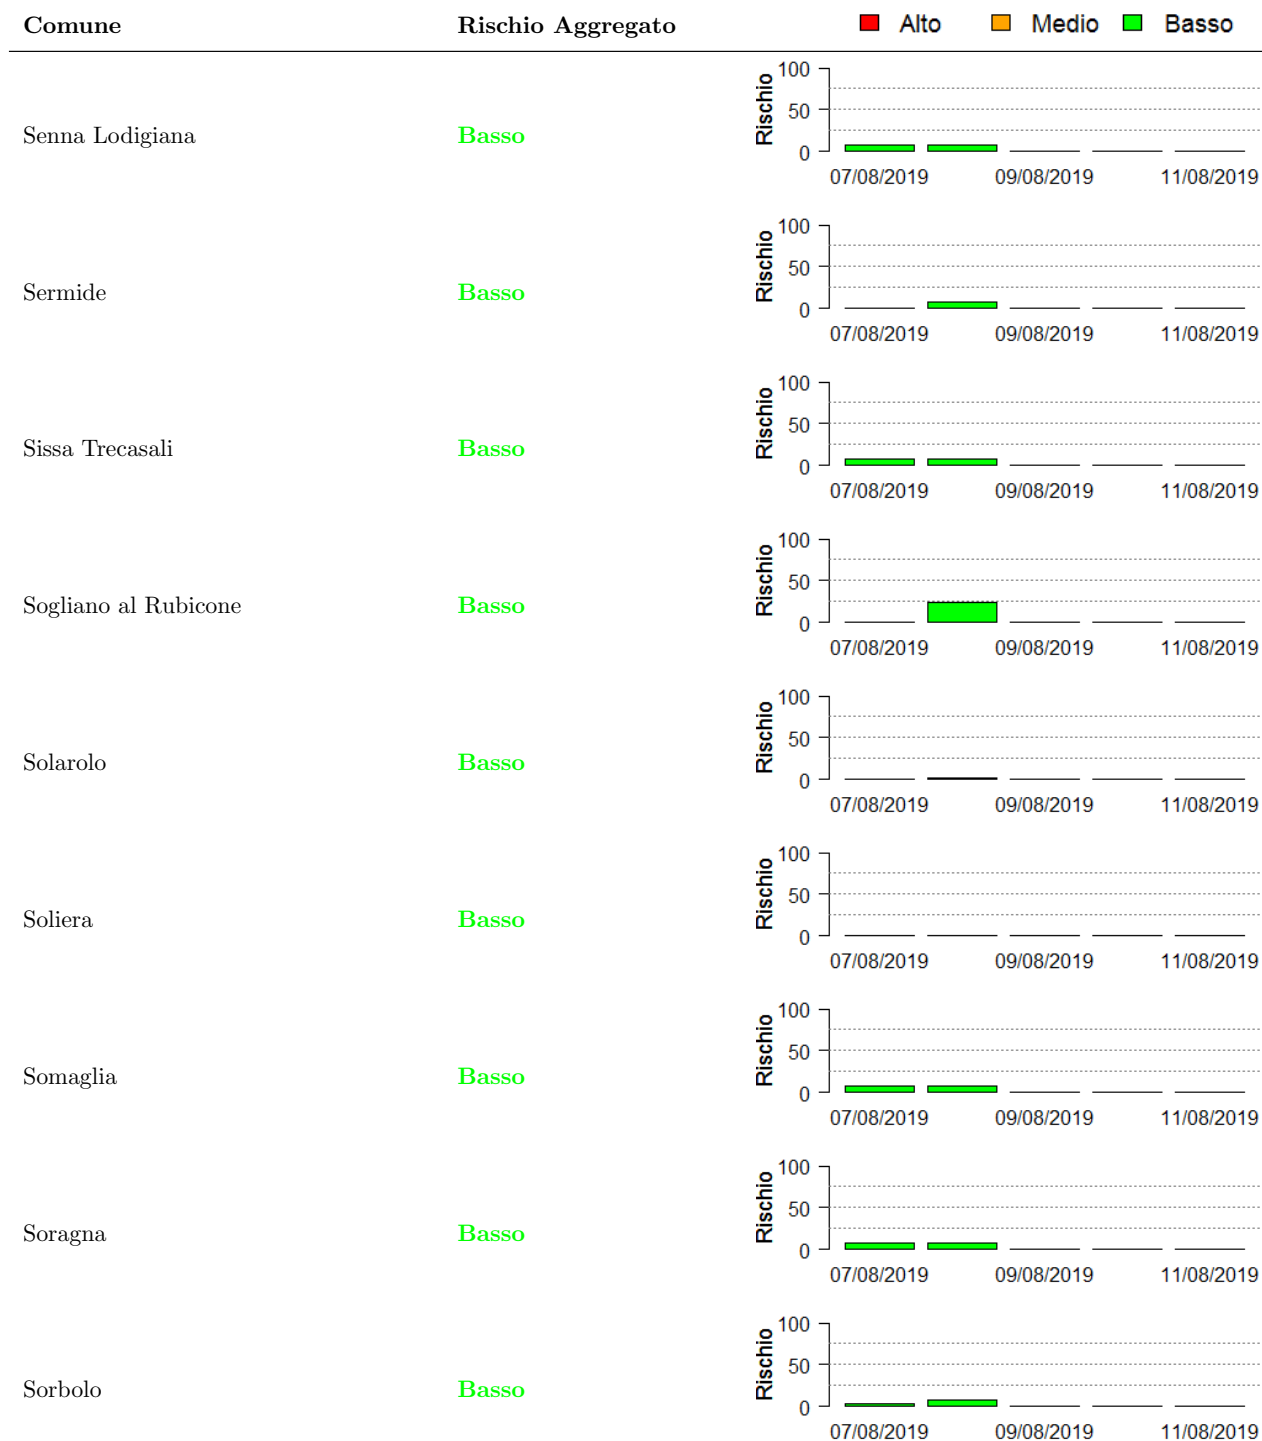 Comune Rischio Aggregato Alto Medio Basso
100
50
0
Rischio
Senna Lodigiana Basso
07/08/2019 09/08/2019 11/08/2019
100
50
0
Rischio
Sermide Basso
07/08/2019 09/08/2019 11/08/2019
100
50
0
Rischio
Sissa Trecasali Basso
07/08/2019 09/08/2019 11/08/2019
100
50
0
Rischio
Sogliano al Rubicone Basso
07/08/2019 09/08/2019 11/08/2019
100
50
0
Rischio
Solarolo Basso
07/08/2019 09/08/2019 11/08/2019
100
50
0
Rischio
Soliera Basso
07/08/2019 09/08/2019 11/08/2019
100
50
0
Rischio
Somaglia Basso
07/08/2019 09/08/2019 11/08/2019
100
50
0
Rischio
Soragna Basso
07/08/2019 09/08/2019 11/08/2019
100
50
0
Rischio
Sorbolo Basso
07/08/2019 09/08/2019 11/08/2019